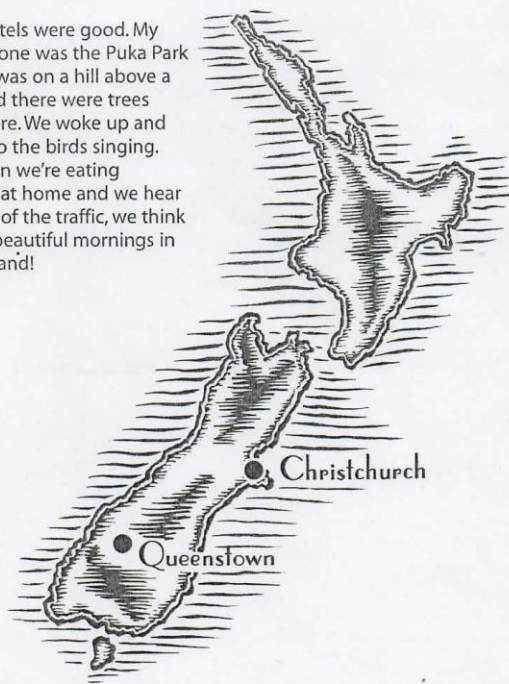 tels were good. My
one was the Puka Park
was on a hill above a
d there were trees
re. We woke up and
o the birds singing.
n we're eating
at home and we hear
of the traffic, we think
beautiful mornings in
and!
Christchurch
Queenstown